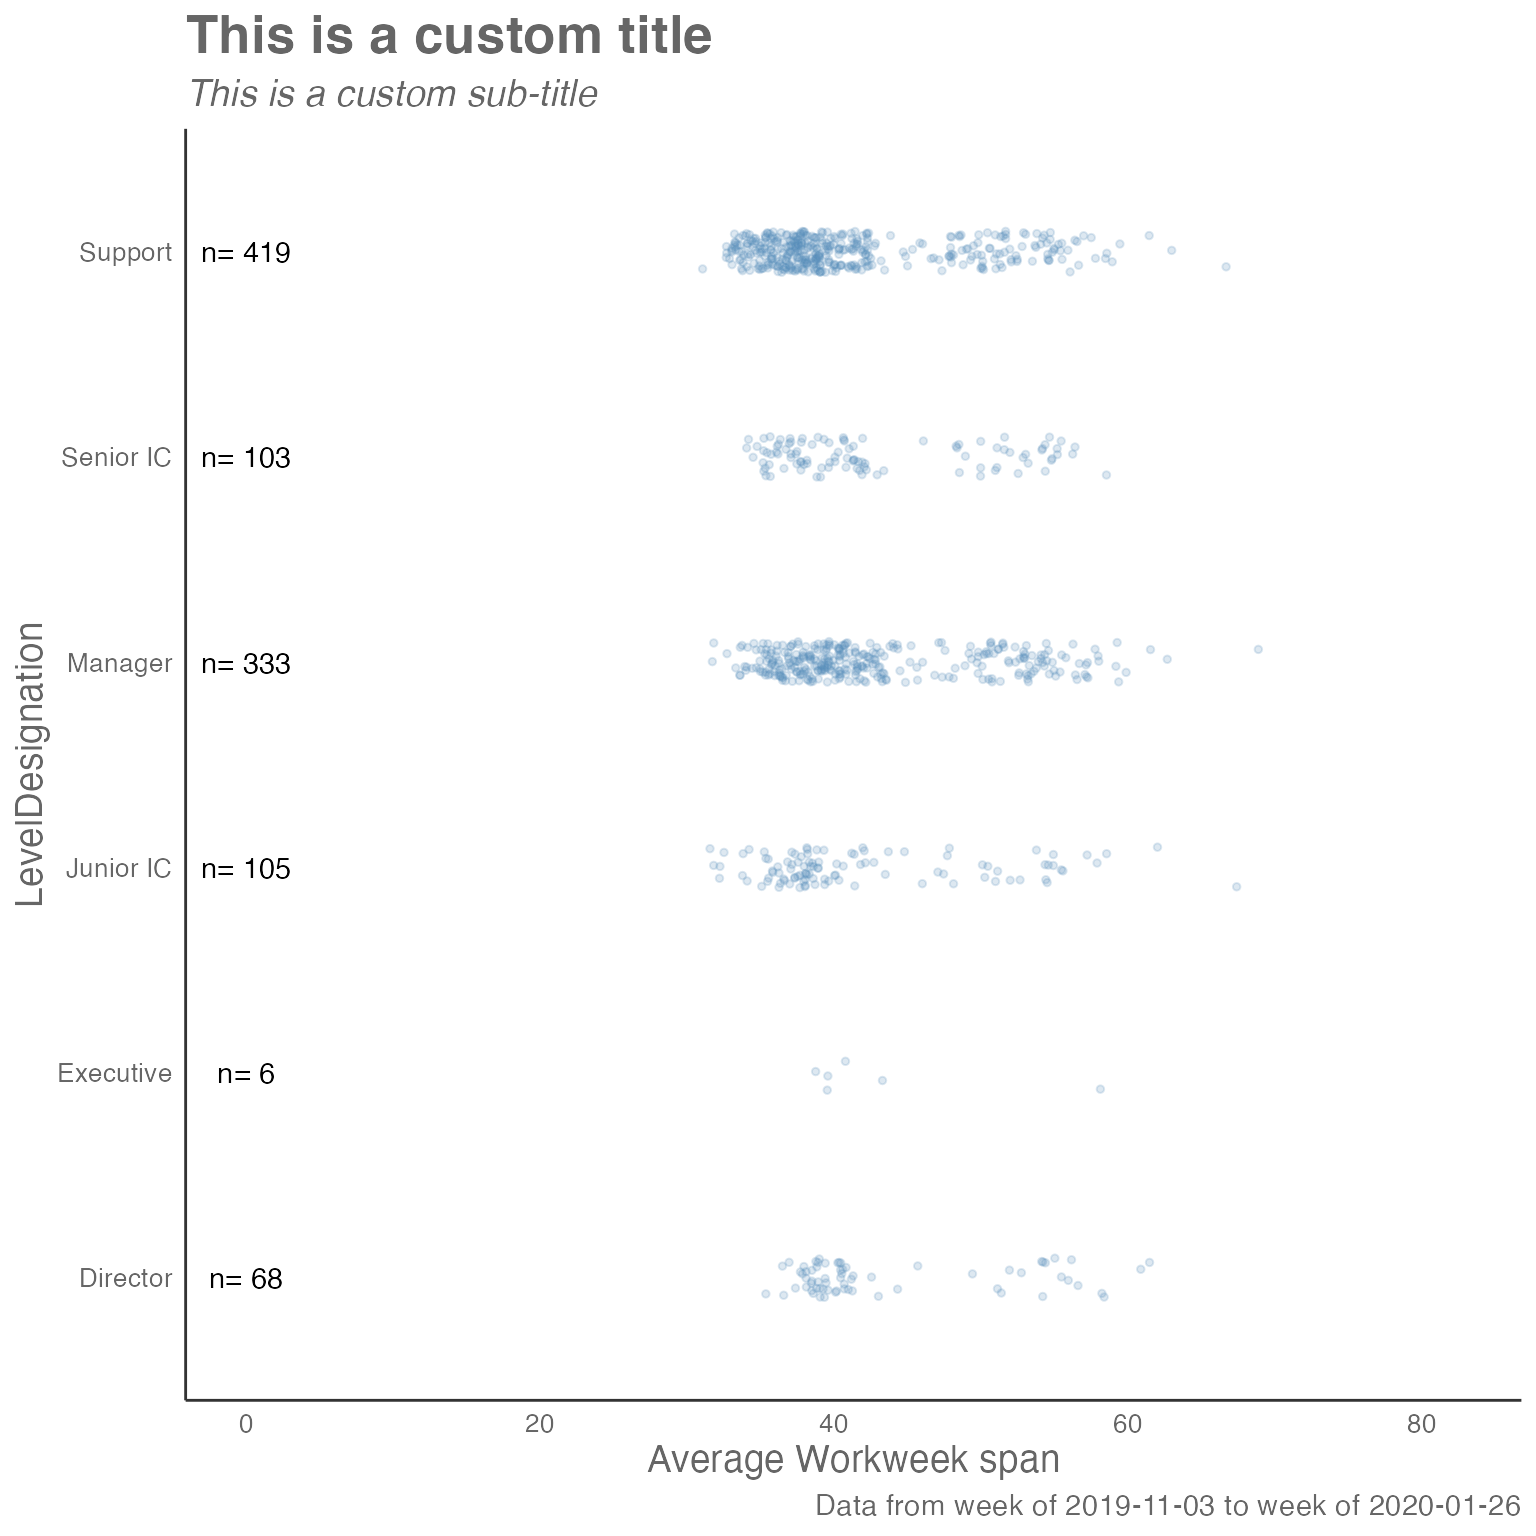 This is a custom title
This is a custom sub-title
LevelDesignation
Support n= 419
Senior IC n= 103
Manager n= 333
Junior IC n= 105
Executive n= 6
Director n= 68
0 20 40 60 80
Average Workweek span
Data from week of 2019-11-03 to week of 2020-01-26